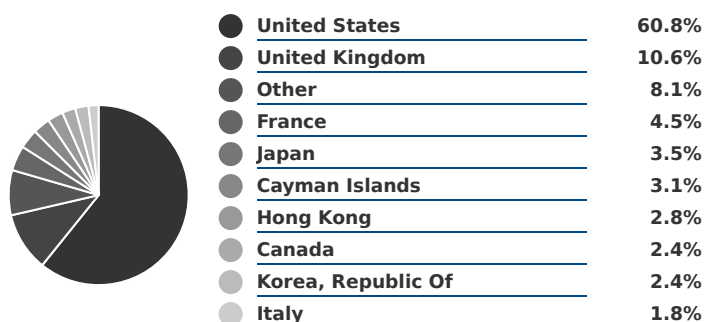 United States 60.8%
United Kingdom 10.6%
Other 8.1%
France 4.5%
Japan 3.5%
Cayman Islands 3.1%
Hong Kong 2.8%
Canada 2.4%
Korea, Republic Of 2.4%
Italy 1.8%